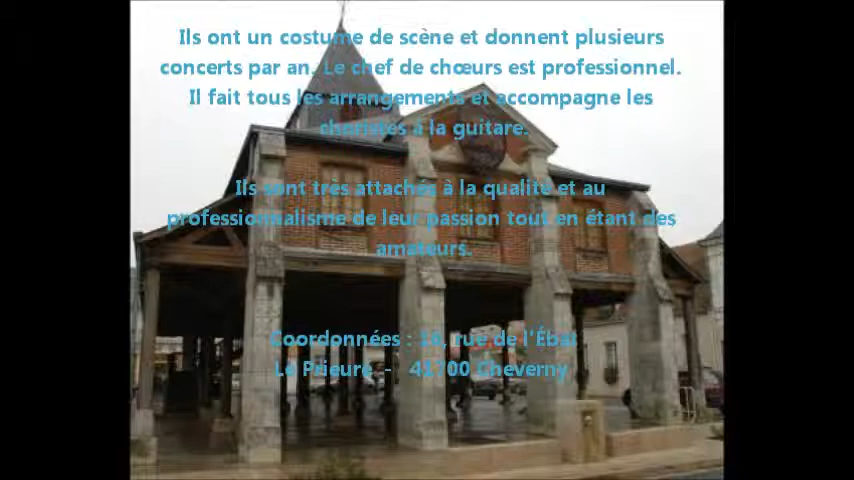 Ils ont un costume de scène et donnent plusieurs
concerts par an. Le chef de chœurs est professionnel.
Il fait tous les arrangements et accompagne les
choristes à la guitare.
Ils sont très attachés à la qualité et au
professionnalisme de leur passion tout en étant des
amateurs.
Coordonnées : 16, rue de l'Ébat
Le Prieure - 41700 Cheverny